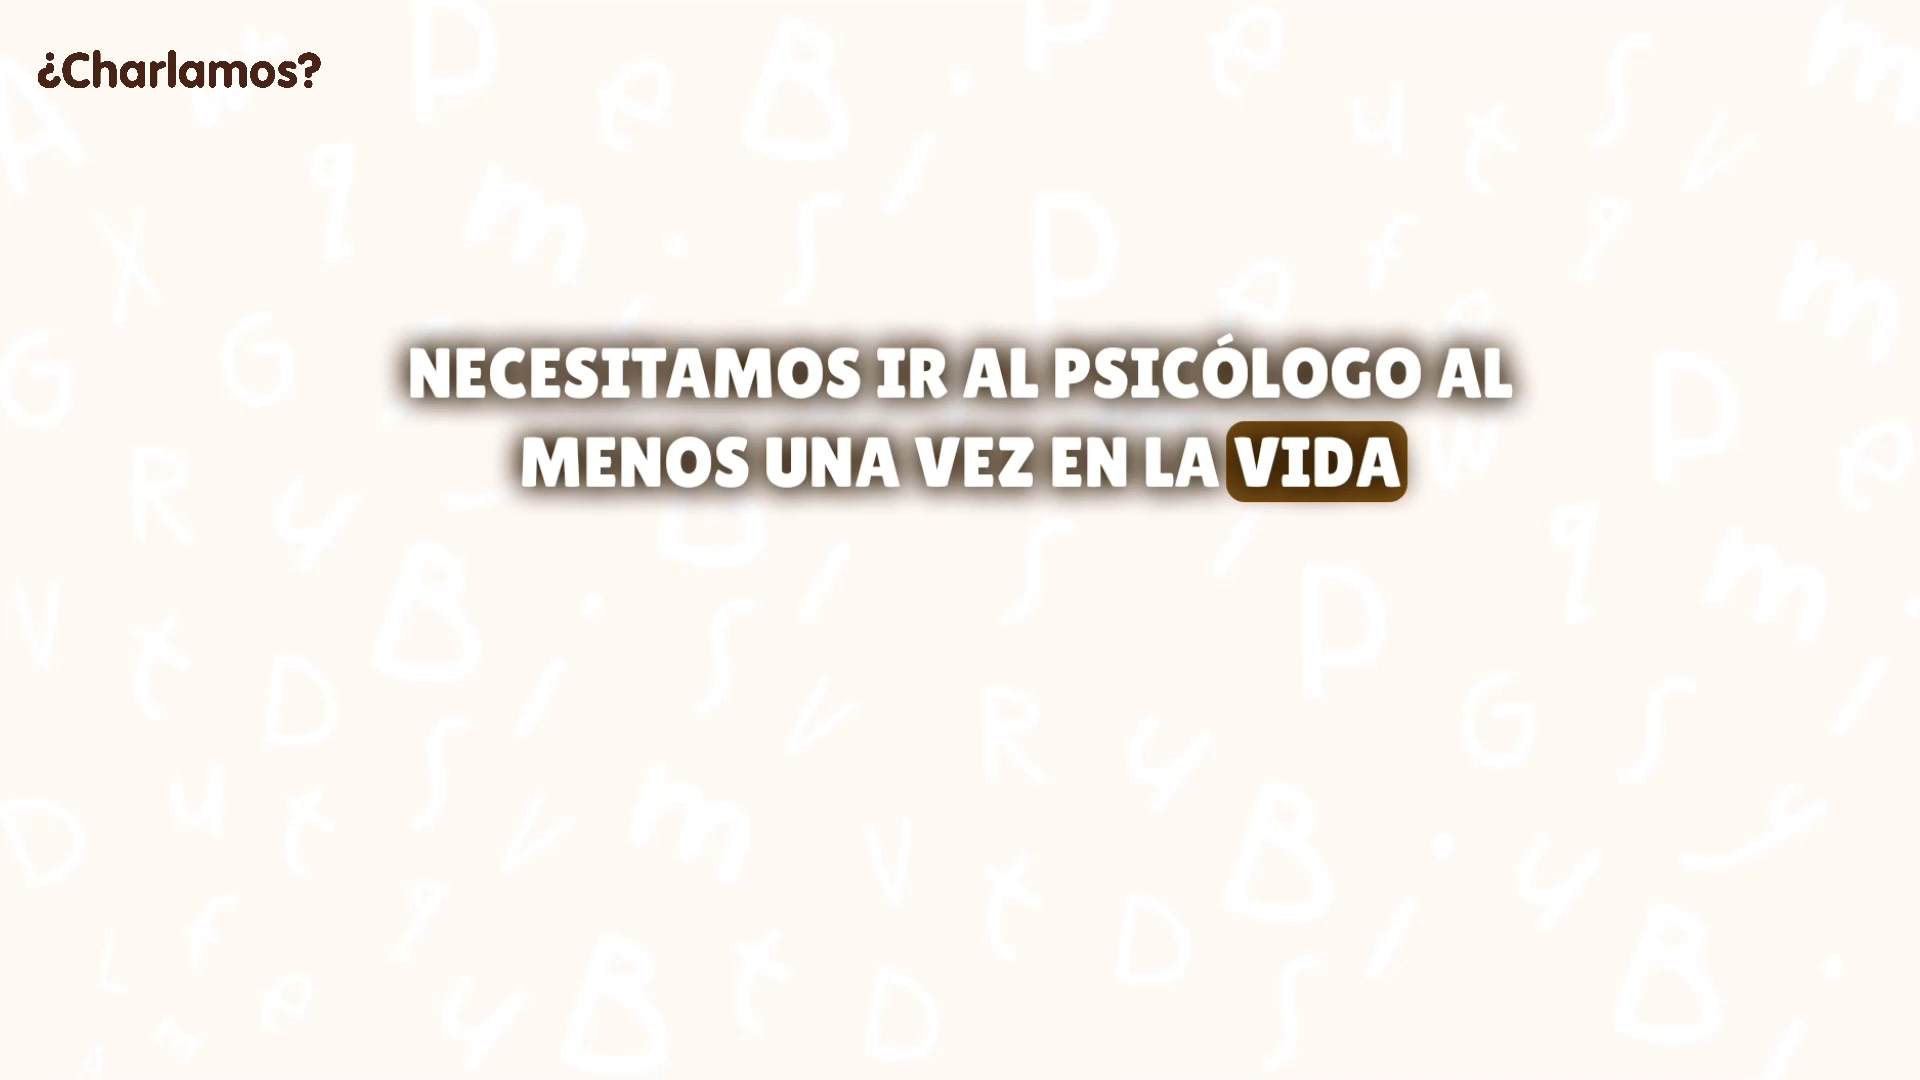 ¿Charlamos?
NECESITAMOS IR AL PSICÓLOGO AL
MENOS UNA VEZ EN LA VIDA